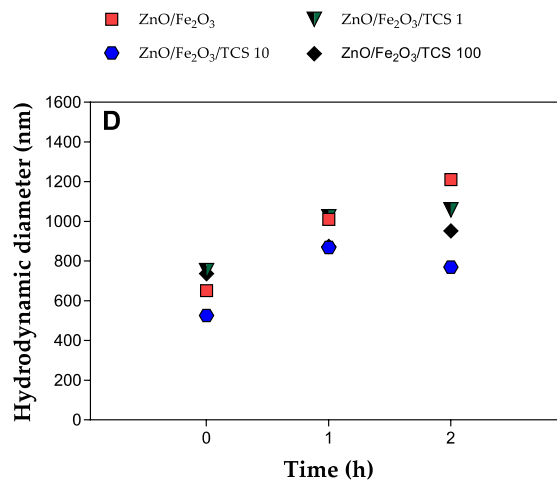 ZnO/Fe₂O₃ ZnO/Fe₂O₃/TCS 1
ZnO/Fe₂O₃/TCS 10 ZnO/Fe₂O₃/TCS 100
D
Hydrodynamic diameter (nm)
1600
1400
1200
1000
800
600
400
200
0
0 1 2
Time (h)